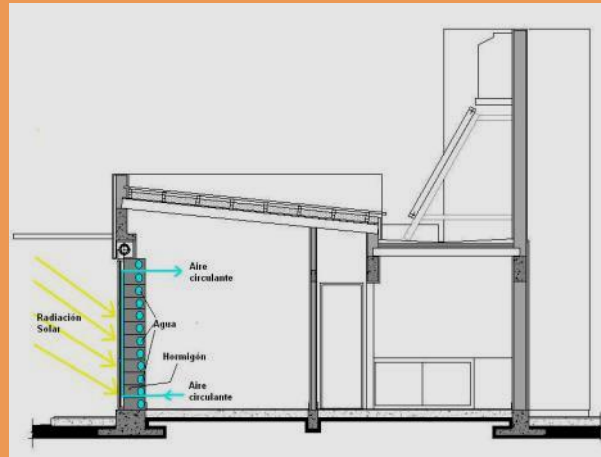 Aire
circulante
Radiación
Solar
Agua
Hormigón
Aire
circulante